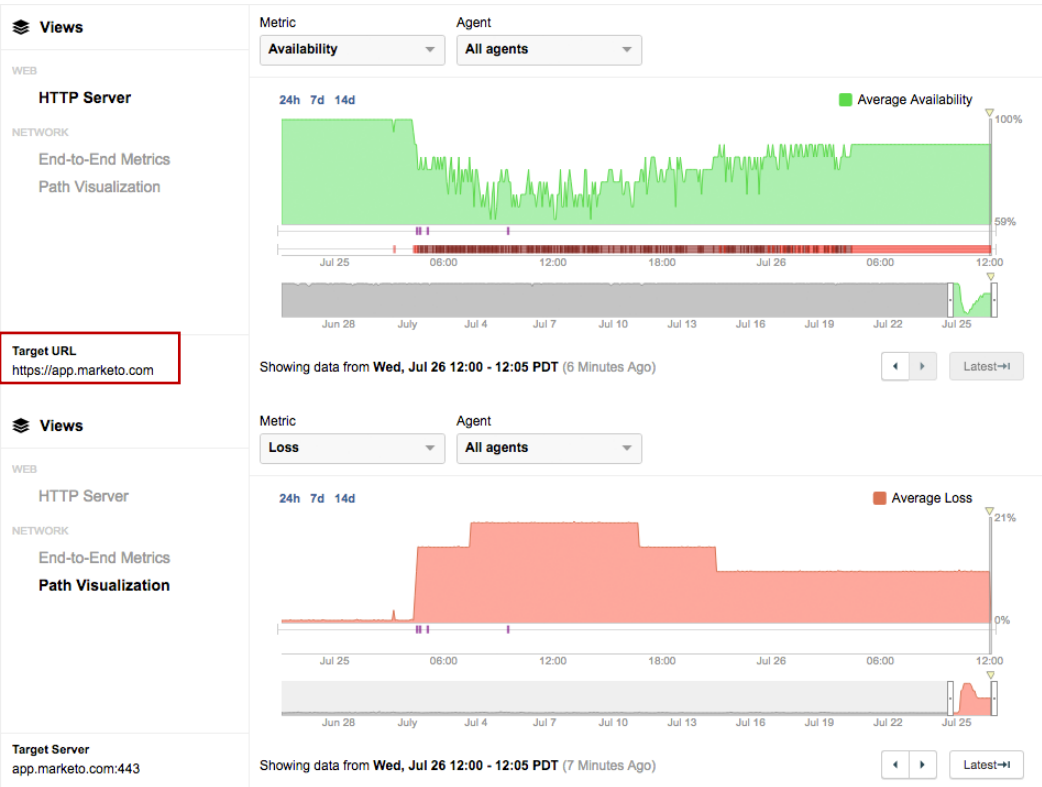 Views
WEB
HTTP Server
NETWORK
End-to-End Metrics
Path Visualization
Target URL
https://app.marketo.com
Metric Agent
Availability All agents
24h 7d 14d Average Availability
100%
59%
Jul 25 06:00 12:00 18:00 Jul 26 06:00 12:00
Jun 28 July Jul 4 Jul 7 Jul 10 Jul 13 Jul 16 Jul 19 Jul 22 Jul 25
Showing data from Wed, Jul 26 12:00 - 12:05 PDT (6 Minutes Ago) Latest
Views
WEB
HTTP Server
NETWORK
End-to-End Metrics
Path Visualization
Target Server
app.marketo.com:443
Metric Agent
Loss All agents
24h 7d 14d Average Loss
21%
0%
Jul 25 06:00 12:00 18:00 Jul 26 06:00 12:00
Jun 28 July Jul 4 Jul 7 Jul 10 Jul 13 Jul 16 Jul 19 Jul 22 Jul 25
Showing data from Wed, Jul 26 12:00 - 12:05 PDT (7 Minutes Ago) Latest